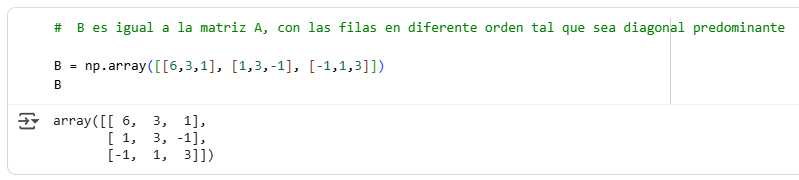 #  B es igual a la matriz A, con las filas en diferente orden tal que sea diagonal predominante
B = np.array([[6,3,1], [1,3,-1], [-1,1,3]])
B
array([[ 6,  3,  1],
       [ 1,  3, -1],
       [-1,  1,  3]])